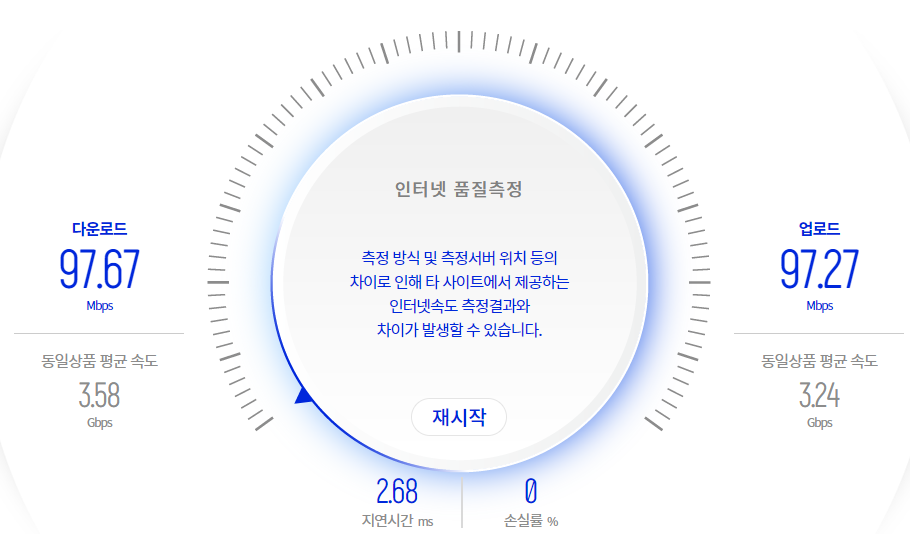 인터넷 품질측정
측정 방식 및 측정서버 위치 등의
차이로 인해 타 사이트에서 제공하는
인터넷속도 측정결과와
차이가 발생할 수 있습니다.
재시작
다운로드
97.67
Mbps
동일상품 평균 속도
3.58
Gbps
업로드
97.27
Mbps
동일상품 평균 속도
3.24
Gbps
2.68
지연시간 ms
0
손실률 %